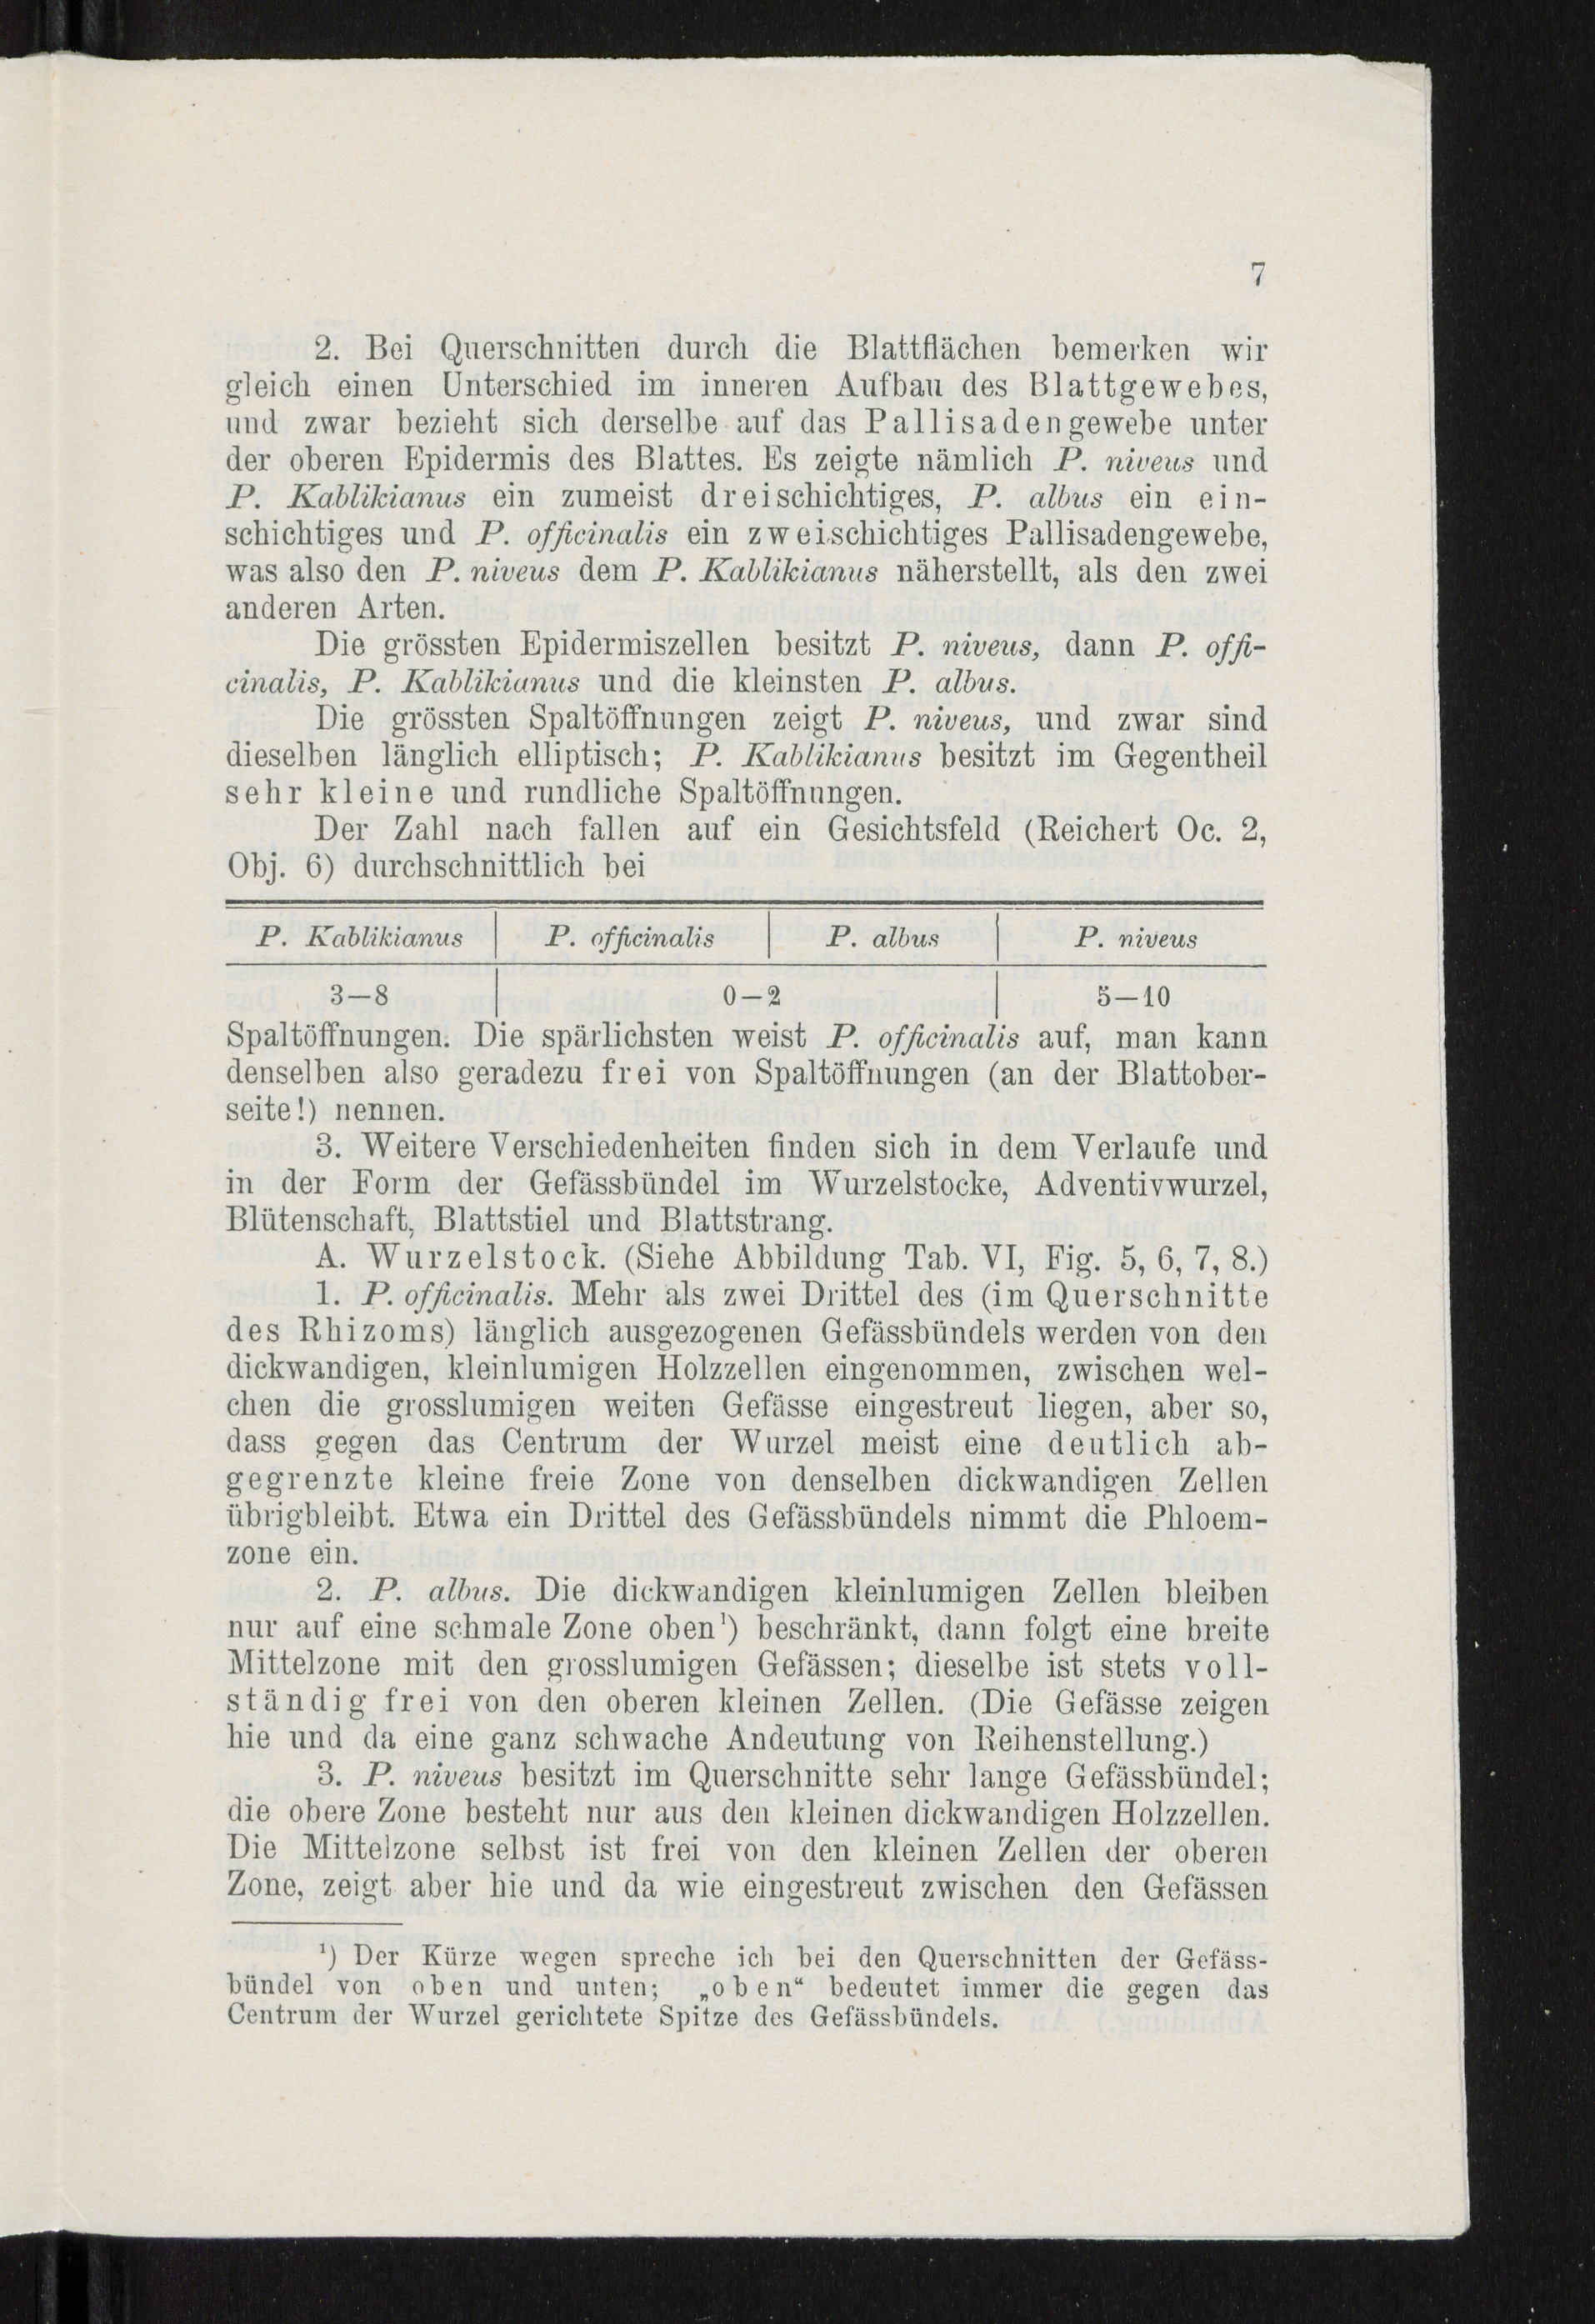 7
2. Bei Querschnitten durch die Blattflächen bemerken wir
gleich einen Unterschied im inneren Aufbau des Blattgewebes,
und zwar bezieht sich derselbe auf das Pallisadengewebe unter
der oberen Epidermis des Blattes. Es zeigte nämlich P. niveus und
P. Kablikianus ein zumeist dreischichtiges, P. albus ein ein-
schichtiges und P. officinalis ein zweischichtiges Pallisadengewebe,
was also den P. niveus dem P. Kablikianus näherstellt, als den zwei
anderen Arten.
Die grössten Epidermiszellen besitzt P. niveus, dann P. offi-
cinalis, P. Kablikianus und die kleinsten P. albus.
Die grössten Spaltöffnungen zeigt P. niveus, und zwar sind
dieselben länglich elliptisch; P. Kablikianus besitzt im Gegentheil
sehr kleine und rundliche Spaltöffnungen.
Der Zahl nach fallen auf ein Gesichtsfeld (Reichert Oc. 2,
Obj. 6) durchschnittlich bei
P. Kablikianus P. officinalis P. albus P. niveus
3—8 0—2 5—10
Spaltöffnungen. Die spärlichsten weist P. officinalis auf, man kann
denselben also geradezu frei von Spaltöffnungen (an der Blattober-
seite!) nennen.
3. Weitere Verschiedenheiten finden sich in dem Verlaufe und
in der Form der Gefässbündel im Wurzelstocke, Adventivwurzel,
Blütenschaft, Blattstiel und Blattstrang.
A. Wurzelstock. (Siehe Abbildung Tab. VI, Fig. 5, 6, 7, 8.)
1. P. officinalis. Mehr als zwei Drittel des (im Querschnitte
des Rhizoms) länglich ausgezogenen Gefässbündels werden von den
dickwandigen, kleinlumigen Holzzellen eingenommen, zwischen wel-
chen die grosslumigen weiten Gefässe eingestreut liegen, aber so,
dass gegen das Centrum der Wurzel meist eine deutlich ab-
gegrenzte kleine freie Zone von denselben dickwandigen Zellen
übrigbleibt. Etwa ein Drittel des Gefässbündels nimmt die Phloem-
zone ein.
2. P. albus. Die dickwandigen kleinlumigen Zellen bleiben
nur auf eine schmale Zone oben¹) beschränkt, dann folgt eine breite
Mittelzone mit den grosslumigen Gefässen; dieselbe ist stets voll-
ständig frei von den oberen kleinen Zellen. (Die Gefässe zeigen
hie und da eine ganz schwache Andeutung von Reihenstellung.)
3. P. niveus besitzt im Querschnitte sehr lange Gefässbündel;
die obere Zone besteht nur aus den kleinen dickwandigen Holzzellen.
Die Mittelzone selbst ist frei von den kleinen Zellen der oberen
Zone, zeigt aber hie und da wie eingestreut zwischen den Gefässen
¹) Der Kürze wegen spreche ich bei den Querschnitten der Gefäss-
bündel von oben und unten; „oben“ bedeutet immer die gegen das
Centrum der Wurzel gerichtete Spitze des Gefässbündels.